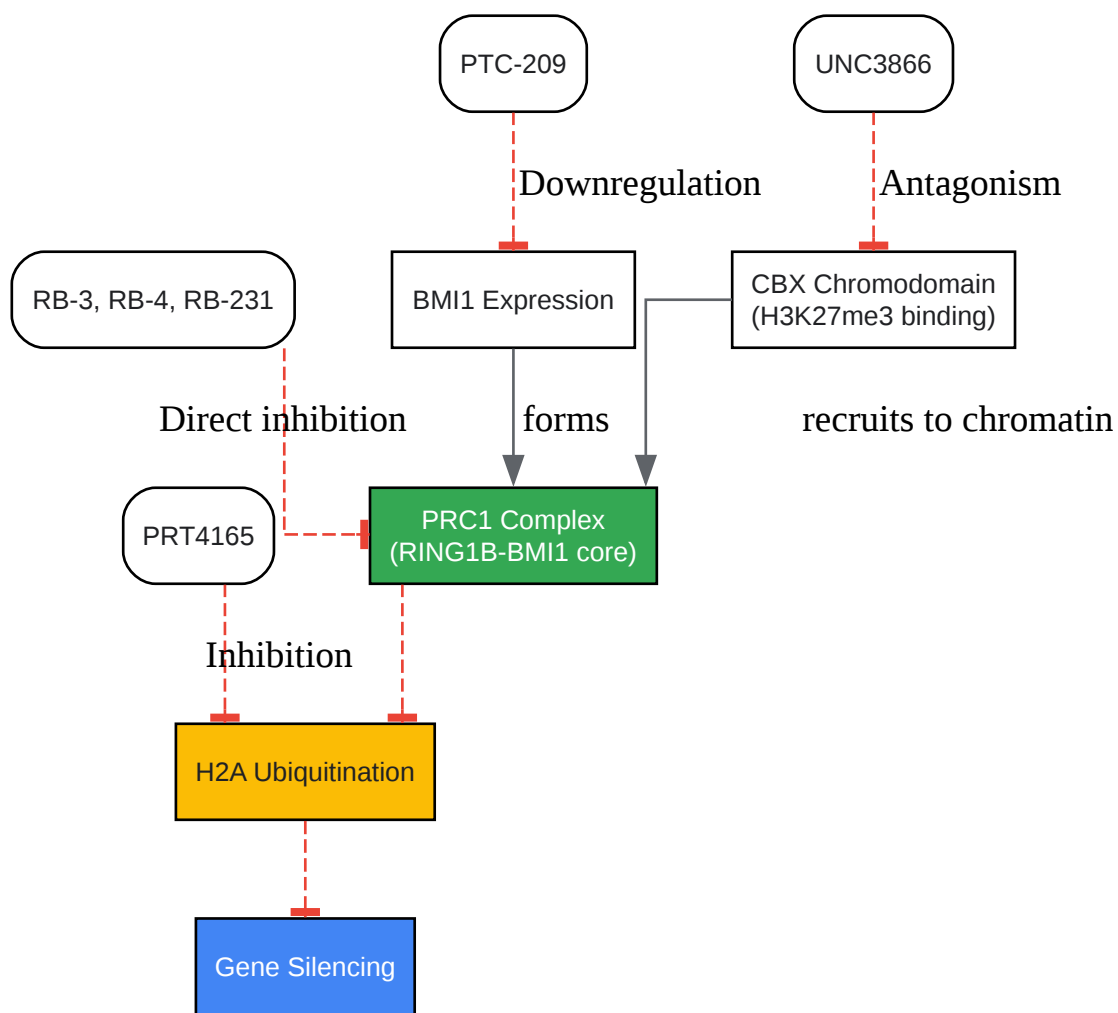 PTC-209
UNC3866
Downregulation
Antagonism
RB-3, RB-4, RB-231
BMI1 Expression
CBX Chromodomain
(H3K27me3 binding)
Direct inhibition
forms
recruits to chromatin
PRT4165
PRC1 Complex
(RING1B-BMI1 core)
Inhibition
H2A Ubiquitination
Gene Silencing